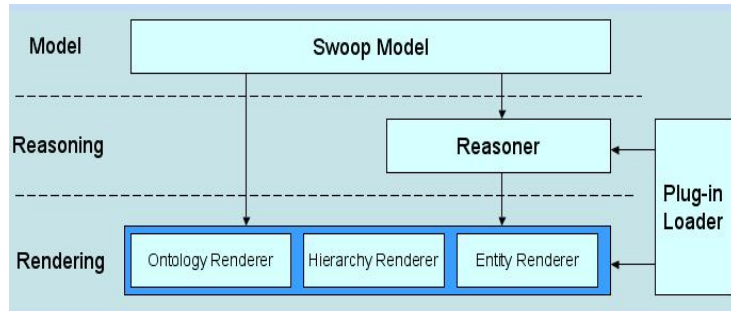 Model
Swoop Model
Reasoning
Reasoner
Plug-in
Loader
Rendering
Ontology Renderer
Hierarchy Renderer
Entity Renderer